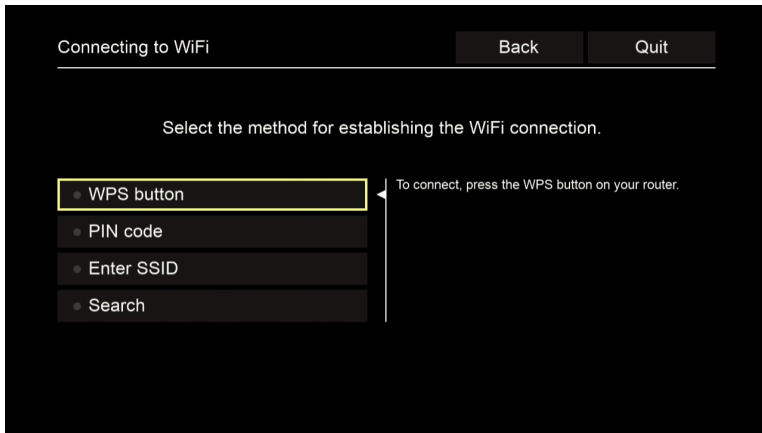 Connecting to WiFi
Back
Quit
Select the method for establishing the WiFi connection.
WPS button
To connect, press the WPS button on your router.
PIN code
Enter SSID
Search